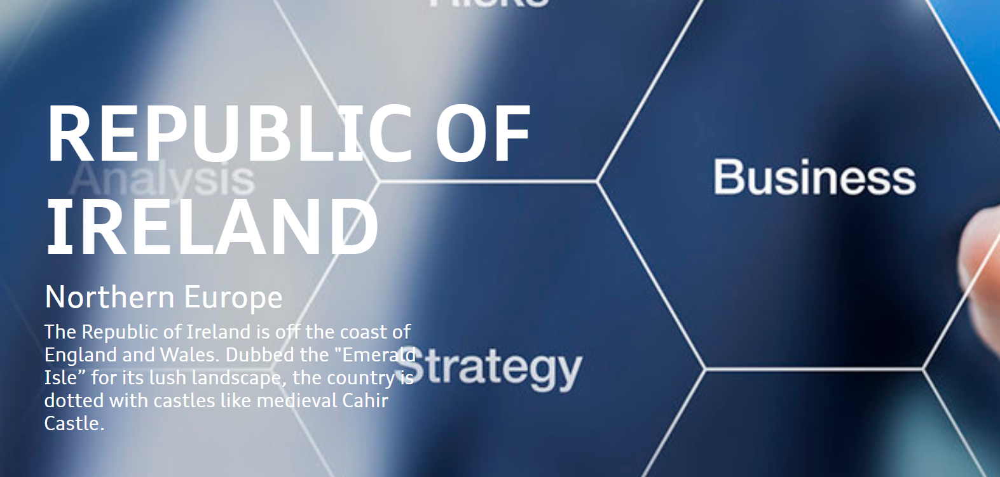 REPUBLIC OF
Analysis
Business
IRELAND
Northern Europe
The Republic of Ireland is off the coast of
England and Wales. Dubbed the "Emerald
Isle” for its lush landscape, the country is
dotted with castles like medieval Cahir
Castle.
Strategy